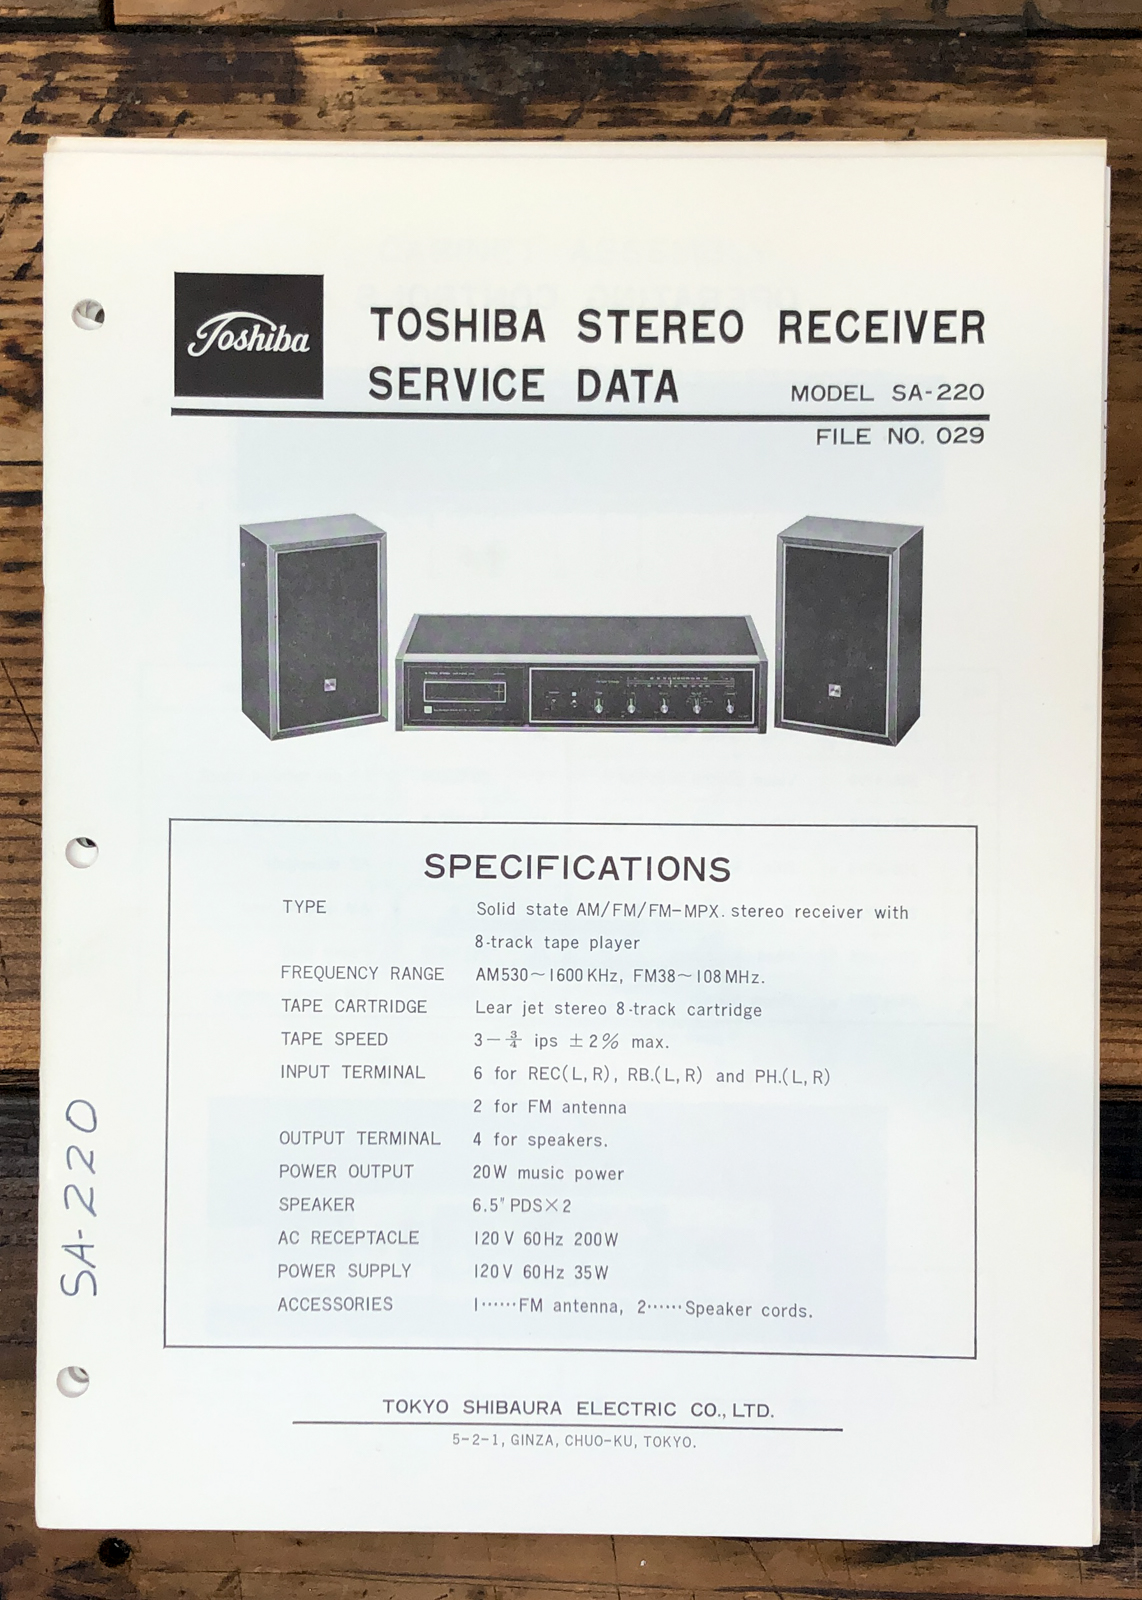 Toshiba
TOSHIBA STEREO RECEIVER
SERVICE DATA
MODEL SA-220
FILE NO. 029
SPECIFICATIONS
TYPE Solid state AM/FM/FM-MPX. stereo receiver with
8-track tape player
FREQUENCY RANGE AM530~1600KHz, FM38~108MHz.
TAPE CARTRIDGE Lear jet stereo 8-track cartridge
TAPE SPEED 3—¾ ips ±2% max.
INPUT TERMINAL 6 for REC(L, R), RB.(L, R) and PH.(L, R)
2 for FM antenna
OUTPUT TERMINAL 4 for speakers.
POWER OUTPUT 20W music power
SPEAKER 6.5" PDS×2
AC RECEPTACLE 120V 60Hz 200W
POWER SUPPLY 120V 60Hz 35W
ACCESSORIES 1······FM antenna, 2······Speaker cords.
TOKYO SHIBAURA ELECTRIC CO., LTD.
5-2-1, GINZA, CHUO-KU, TOKYO.
SA-220